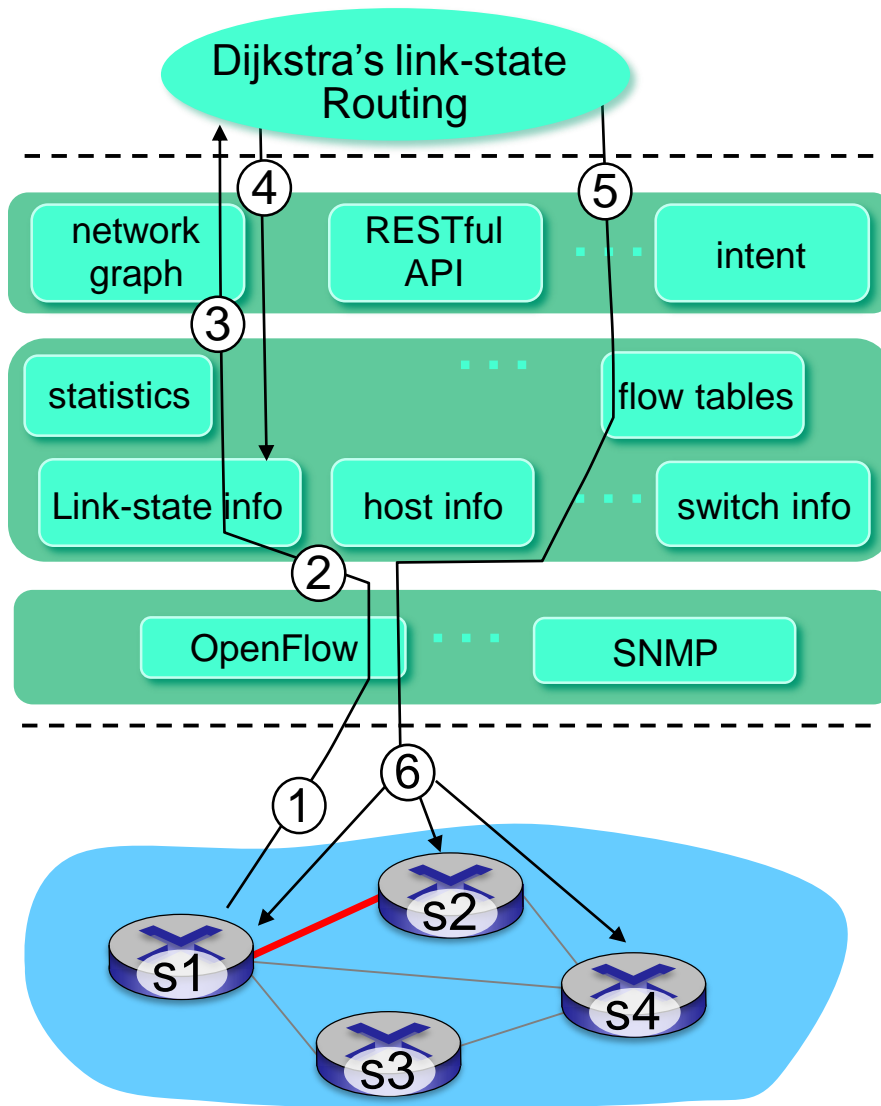 Dijkstra’s link-state
Routing
4
5
network
graph
RESTful
API
intent
3
statistics
flow tables
Link-state info
host info
switch info
2
OpenFlow
SNMP
1
6
s2
s1
s4
s3